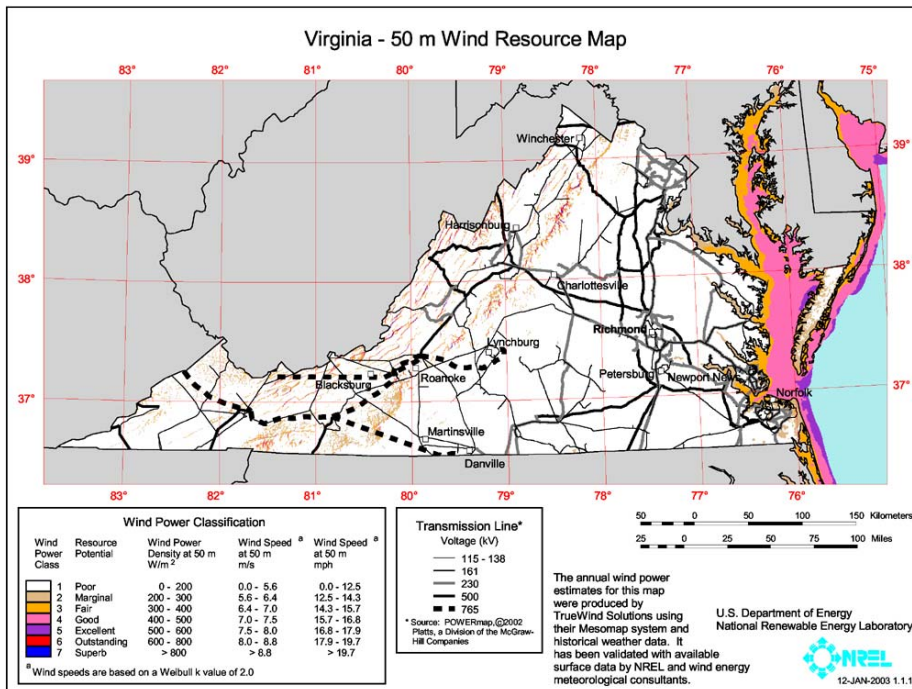 Virginia - 50 m Wind Resource Map
83° 82° 81° 80° 79° 78° 77° 76° 75°
39° 39°
38° 38°
37° 37°
Winchester
Harrisonburg
Charlottesville
Richmond
Lynchburg
Petersburg
Newport News
Blacksburg
Roanoke
Norfolk
Martinsville
Danville
83° 82° 81° 80° 79° 78° 77° 76°
Wind Power Classification
Wind Power Class Resource Potential Wind Power Density at 50 m W/m2 Wind Speed a at 50 m m/s Wind Speed a at 50 m mph
1 Poor 0 - 200 0.0 - 5.6 0.0 - 12.5
2 Marginal 200 - 300 5.6 - 6.4 12.5 - 14.3
3 Fair 300 - 400 6.4 - 7.0 14.3 - 15.7
4 Good 400 - 500 7.0 - 7.5 15.7 - 16.8
5 Excellent 500 - 600 7.5 - 8.0 16.8 - 17.9
6 Outstanding 600 - 800 8.0 - 8.8 17.9 - 19.7
7 Superb > 800 > 8.8 > 19.7
a Wind speeds are based on a Weibull k value of 2.0
Transmission Line*
Voltage (kV)
115 - 138
161
230
500
765
* Source: POWERmap, ©2002
Platts, a Division of the McGraw-
Hill Companies
50 0 50 100 150 Kilometers
25 0 25 50 75 100 Miles
The annual wind power
estimates for this map
were produced by
TrueWind Solutions using
their Mesomap system and
historical weather data. It
has been validated with available
surface data by NREL and wind energy
meteorological consultants.
U.S. Department of Energy
National Renewable Energy Laboratory
NREL
12-JAN-2003 1.1.1